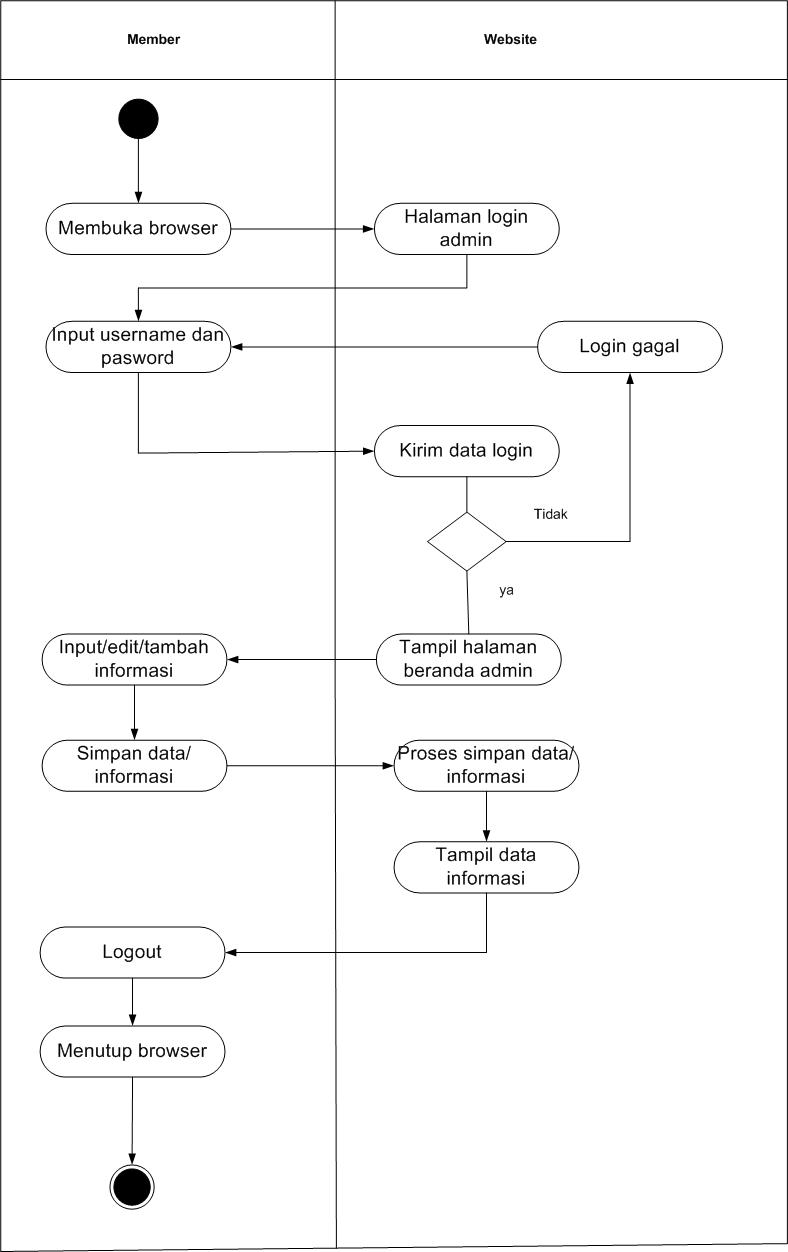 Member
Website
Membuka browser
Halaman login
admin
Input username dan
pasword
Login gagal
Kirim data login
Tidak
ya
Input/edit/tambah
informasi
Tampil halaman
beranda admin
Simpan data/
informasi
Proses simpan data/
informasi
Tampil data
informasi
Logout
Menutup browser